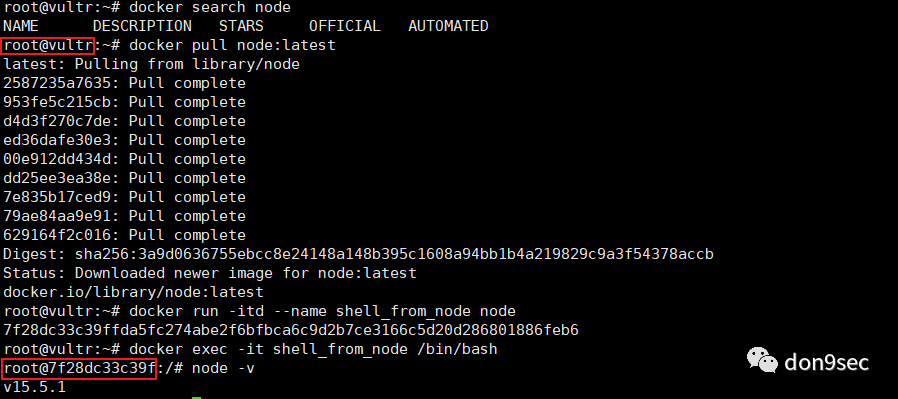 root@vultr:~# docker search node
NAME      DESCRIPTION   STARS     OFFICIAL   AUTOMATED
root@vultr:~# docker pull node:latest
latest: Pulling from library/node
2587235a7635: Pull complete
953fe5c215cb: Pull complete
d4d3f270c7de: Pull complete
ed36dafe30e3: Pull complete
00e912dd434d: Pull complete
dd25ee3ea38e: Pull complete
7e835b17ced9: Pull complete
79ae84aa9e91: Pull complete
629164f2c016: Pull complete
Digest: sha256:3a9d0636755ebcc8e24148a148b395c1608a94bb1b4a219829c9a3f54378accb
Status: Downloaded newer image for node:latest
docker.io/library/node:latest
root@vultr:~# docker run -itd --name shell_from_node node
7f28dc33c39ffda5fc274abe2f6bfbca6c9d2b7ce3166c5d20d286801886feb6
root@vultr:~# docker exec -it shell_from_node /bin/bash
root@7f28dc33c39f:/# node -v
v15.5.1
don9sec